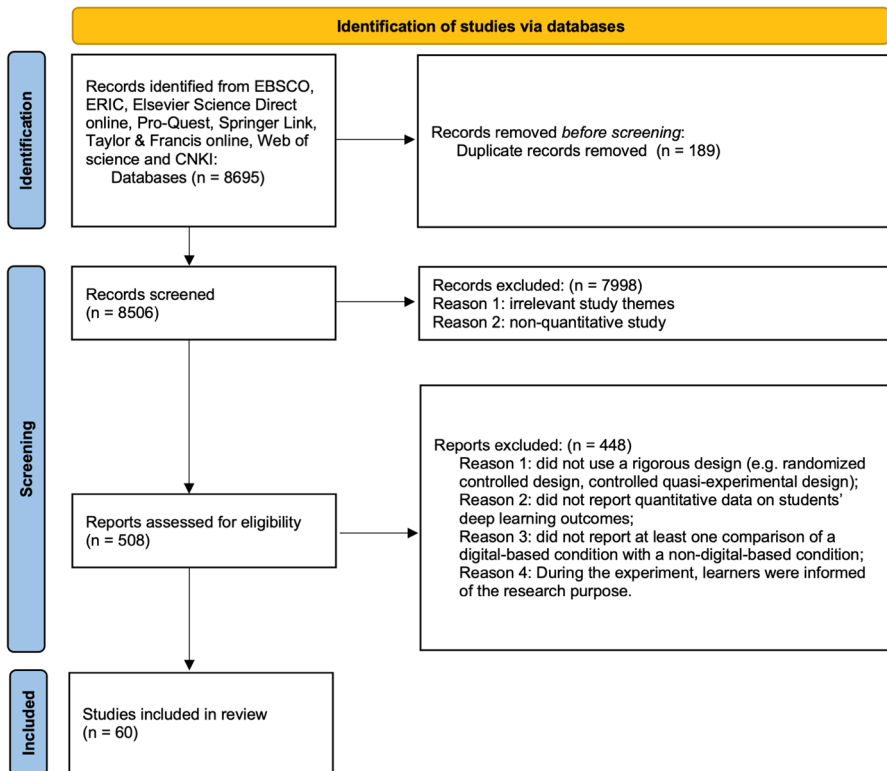 Identification of studies via databases
Identification
Records identified from EBSCO,
ERIC, Elsevier Science Direct
online, Pro-Quest, Springer Link,
Taylor & Francis online, Web of
science and CNKI:
Databases (n = 8695)
Records removed before screening:
Duplicate records removed (n = 189)
Screening
Records screened
(n = 8506)
Records excluded: (n = 7998)
Reason 1: irrelevant study themes
Reason 2: non-quantitative study
Reports assessed for eligibility
(n = 508)
Reports excluded: (n = 448)
Reason 1: did not use a rigorous design (e.g. randomized
controlled design, controlled quasi-experimental design);
Reason 2: did not report quantitative data on students’
deep learning outcomes;
Reason 3: did not report at least one comparison of a
digital-based condition with a non-digital-based condition;
Reason 4: During the experiment, learners were informed
of the research purpose.
Included
Studies included in review
(n = 60)